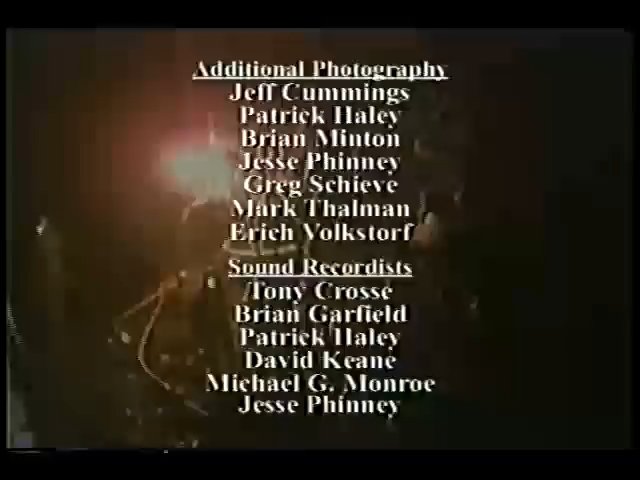 Additional Photography
Jeff Cummings
Patrick Haley
Brian Minton
Jesse Phinney
Greg Schieve
Mark Thalman
Erich Volkstorf
Sound Recordists
Tony Crosse
Brian Garfield
Patrick Haley
David Keane
Michael G. Monroe
Jesse Phinney